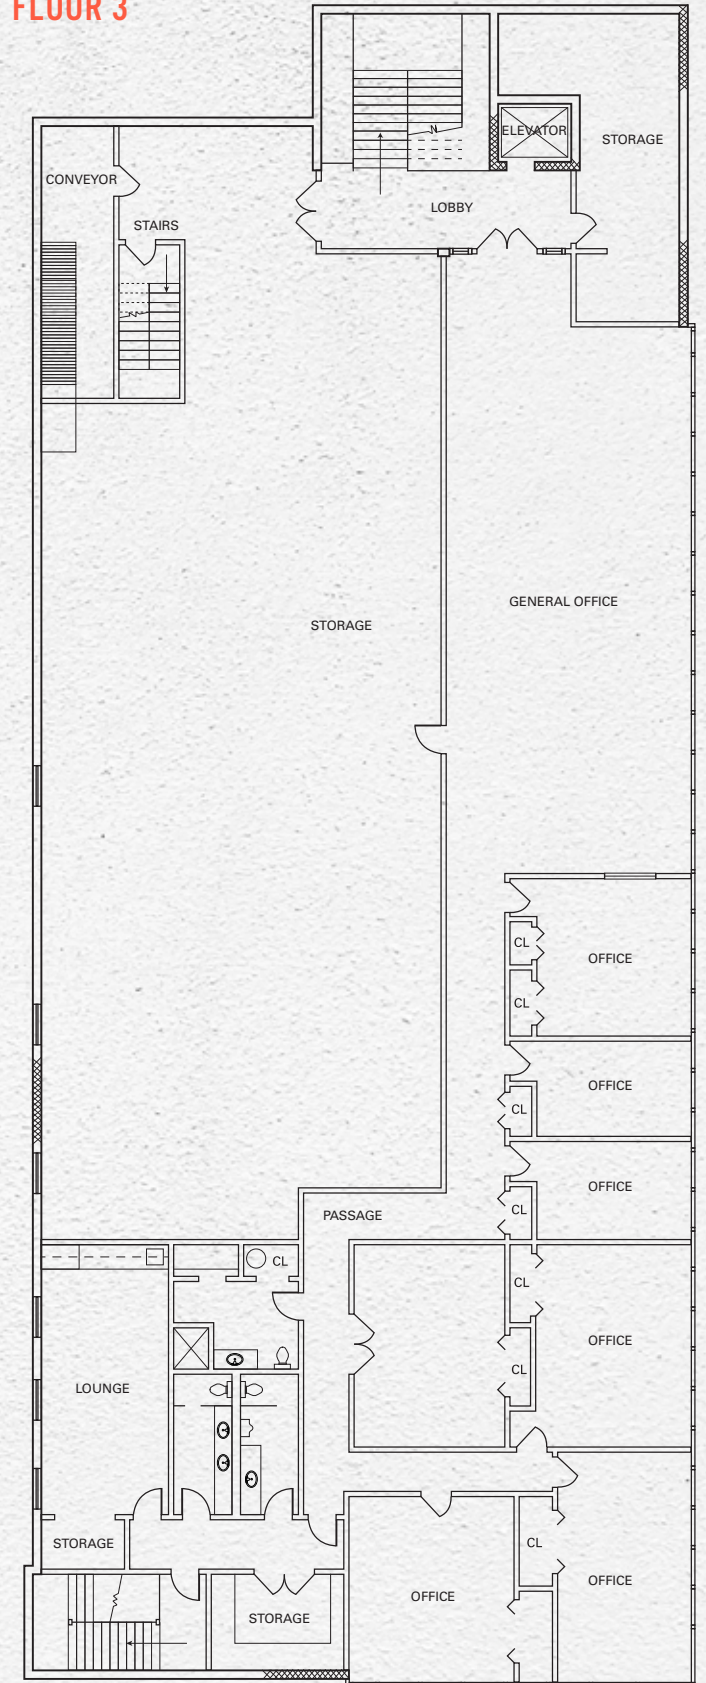 FLOOR 3
ELEVATOR
STORAGE
CONVEYOR
LOBBY
STAIRS
GENERAL OFFICE
STORAGE
CL
OFFICE
CL
OFFICE
CL
OFFICE
CL
PASSAGE
CL
CL
OFFICE
CL
LOUNGE
STORAGE
CL
OFFICE
OFFICE
STORAGE